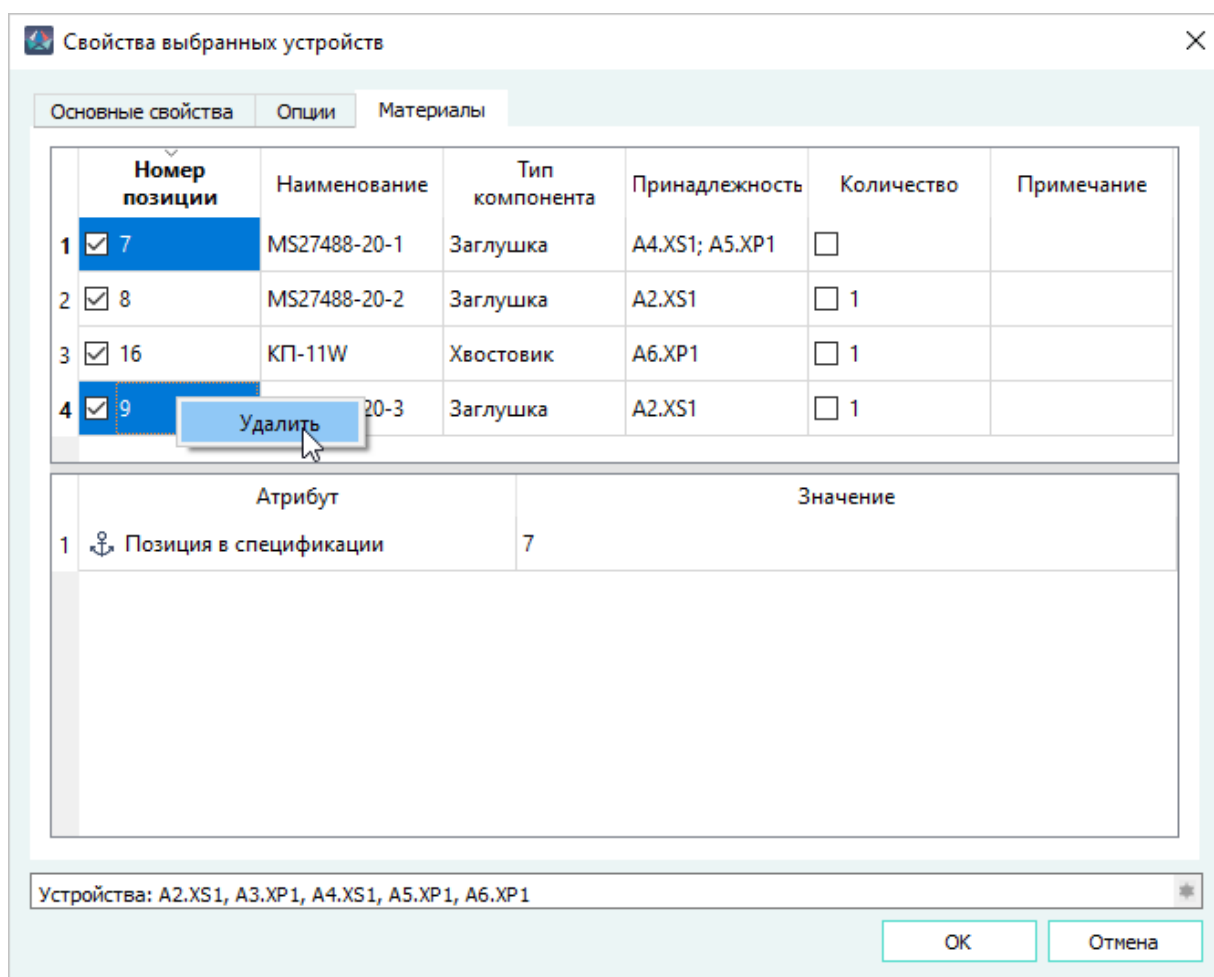 Свойства выбранных устройств
Основные свойства Опции Материалы
Номер позиции Наименование Тип компонента Принадлежность Количество Примечание
1 7 MS27488-20-1 Заглушка A4.XS1; A5.XP1
2 8 MS27488-20-2 Заглушка A2.XS1 1
3 16 КП-11W Хвостовик A6.XP1 1
4 9 20-3 Заглушка A2.XS1 1
Удалить
Атрибут Значение
1 Позиция в спецификации 7
Устройства: A2.XS1, A3.XP1, A4.XS1, A5.XP1, A6.XP1
OK Отмена